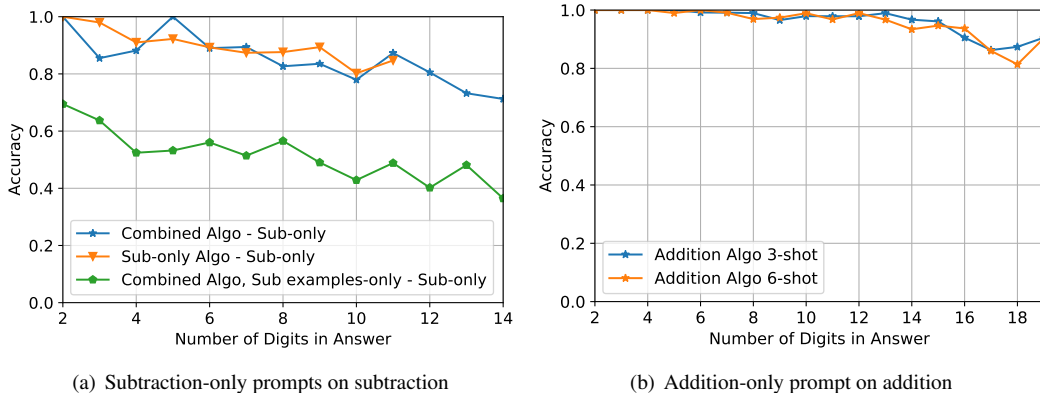 1.0
0.8
0.6
0.4
0.2
0.0
Accuracy
Combined Algo - Sub-only
Sub-only Algo - Sub-only
Combined Algo, Sub examples-only - Sub-only
2 4 6 8 10 12 14
Number of Digits in Answer
(a) Subtraction-only prompts on subtraction
1.0
0.8
0.6
0.4
0.2
0.0
Accuracy
Addition Algo 3-shot
Addition Algo 6-shot
2 4 6 8 10 12 14 16 18
Number of Digits in Answer
(b) Addition-only prompt on addition